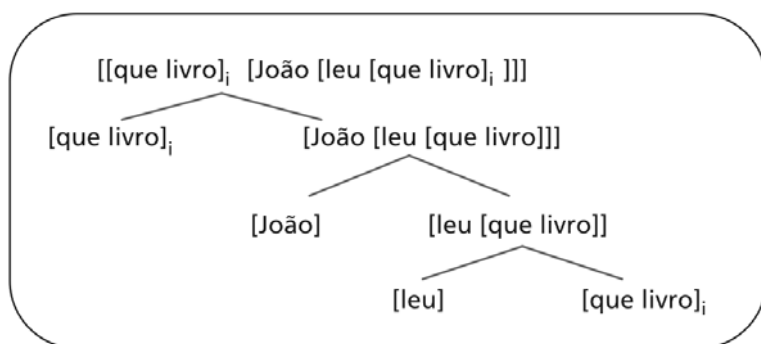 [[que livro]i [João [leu [que livro]i ]]]
[que livro]i [João [leu [que livro]]]
[João] [leu [que livro]]
[leu] [que livro]i